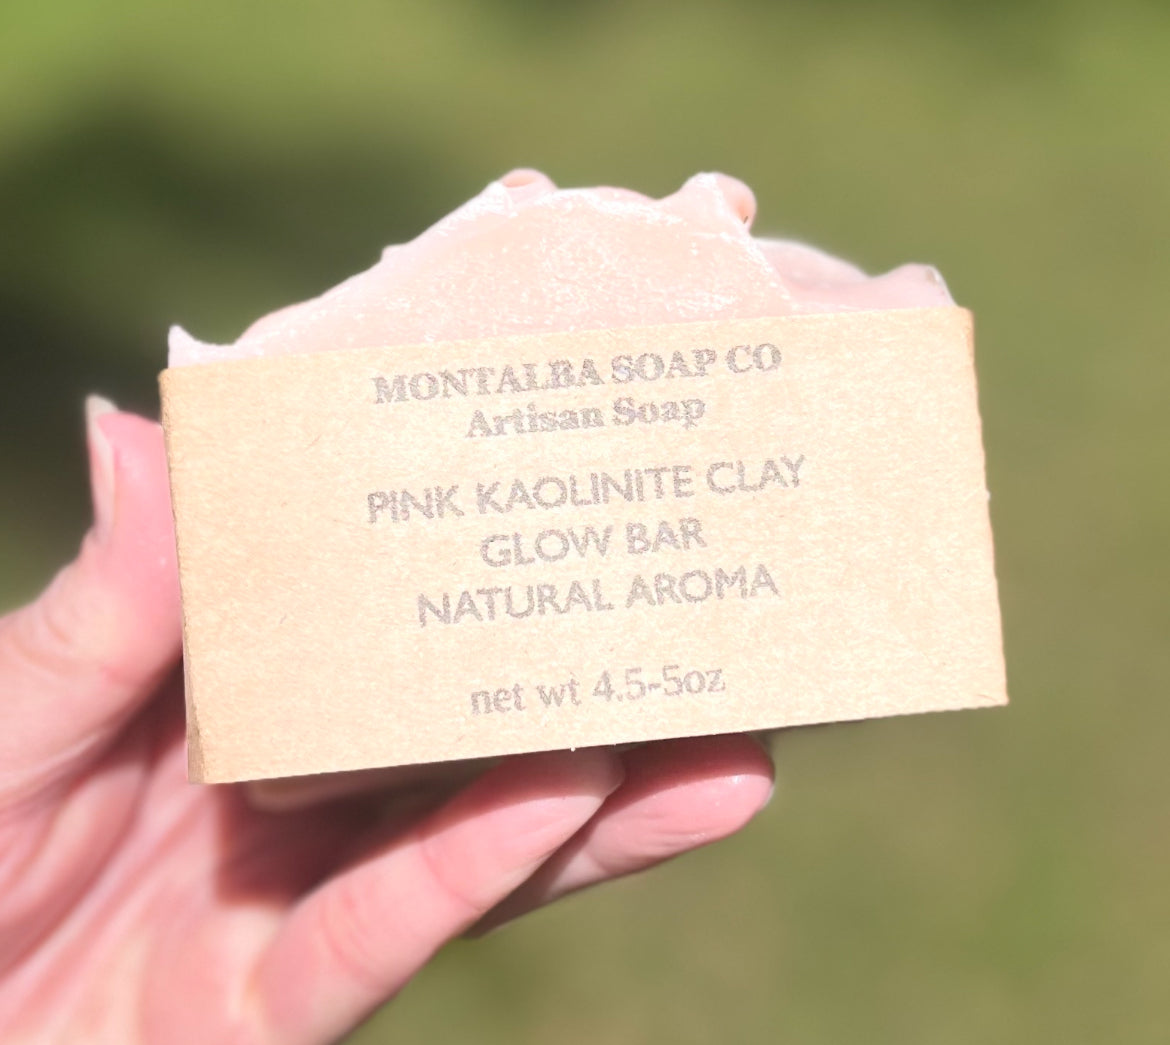 MONTALBA SOAP CO
Artisan Soap
PINK KAOLINITE CLAY
GLOW BAR
NATURAL AROMA
net wt 4.5-5oz